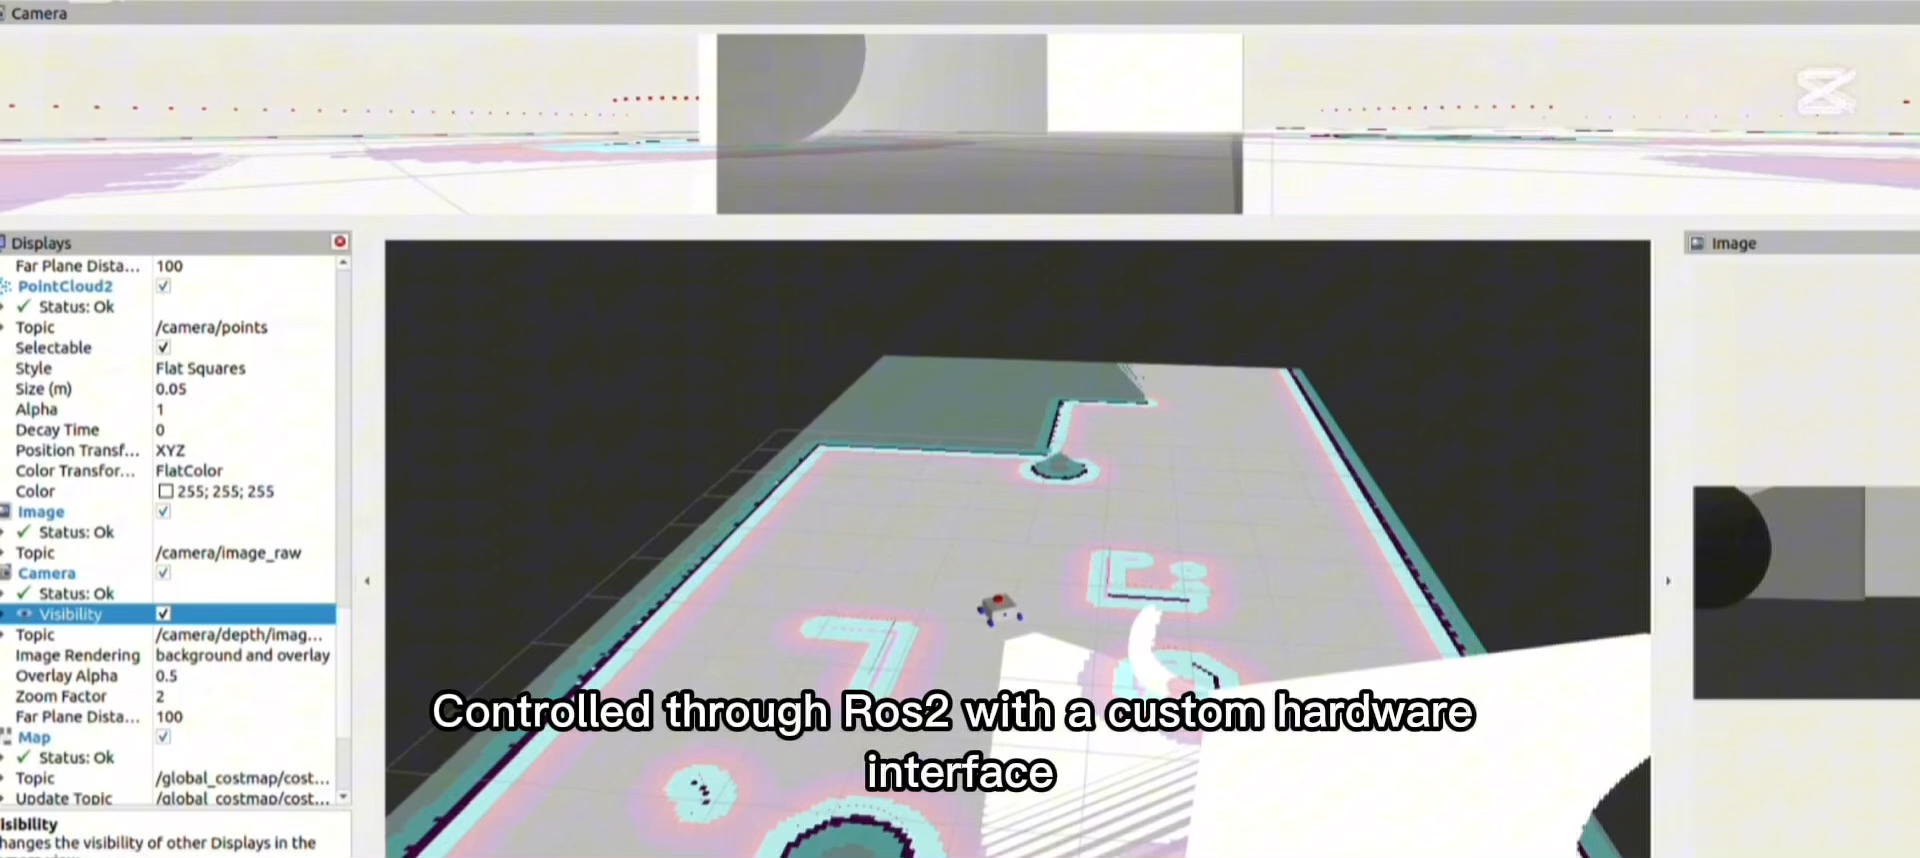 Camera
Displays
Far Plane Dista... 100
PointCloud2
Status: Ok
Topic /camera/points
Selectable
Style Flat Squares
Size (m) 0.05
Alpha 1
Decay Time 0
Position Transf... XYZ
Color Transfor... FlatColor
Color 255; 255; 255
Image
Status: Ok
Topic /camera/image_raw
Camera
Status: Ok
Visibility
Topic /camera/depth/imag...
Image Rendering background and overlay
Overlay Alpha 0.5
Zoom Factor 2
Far Plane Dista... 100
Map
Status: Ok
Topic /global_costmap/cost...
Update Topic /global_costmap/cost...
isibility
hanges the visibility of other Displays in the
Image
Controlled through Ros2 with a custom hardware
interface